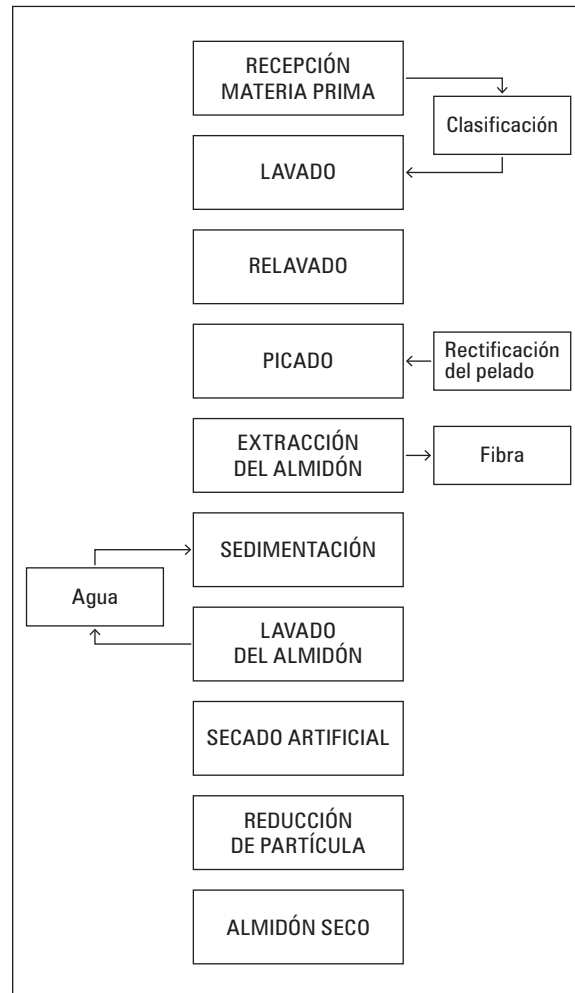 RECEPCIÓN
MATERIA PRIMA
Clasificación
LAVADO
RELAVADO
PICADO
Rectificación
del pelado
EXTRACCIÓN
DEL ALMIDÓN
Fibra
SEDIMENTACIÓN
Agua
LAVADO
DEL ALMIDÓN
SECADO ARTIFICIAL
REDUCCIÓN
DE PARTÍCULA
ALMIDÓN SECO